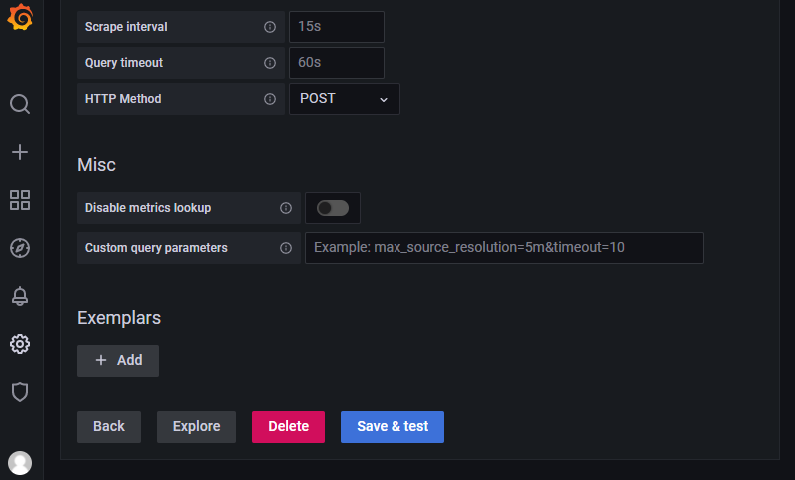 Scrape interval 15s
Query timeout 60s
HTTP Method POST
Misc
Disable metrics lookup
Custom query parameters Example: max_source_resolution=5m&timeout=10
Exemplars
+ Add
Back Explore Delete Save & test